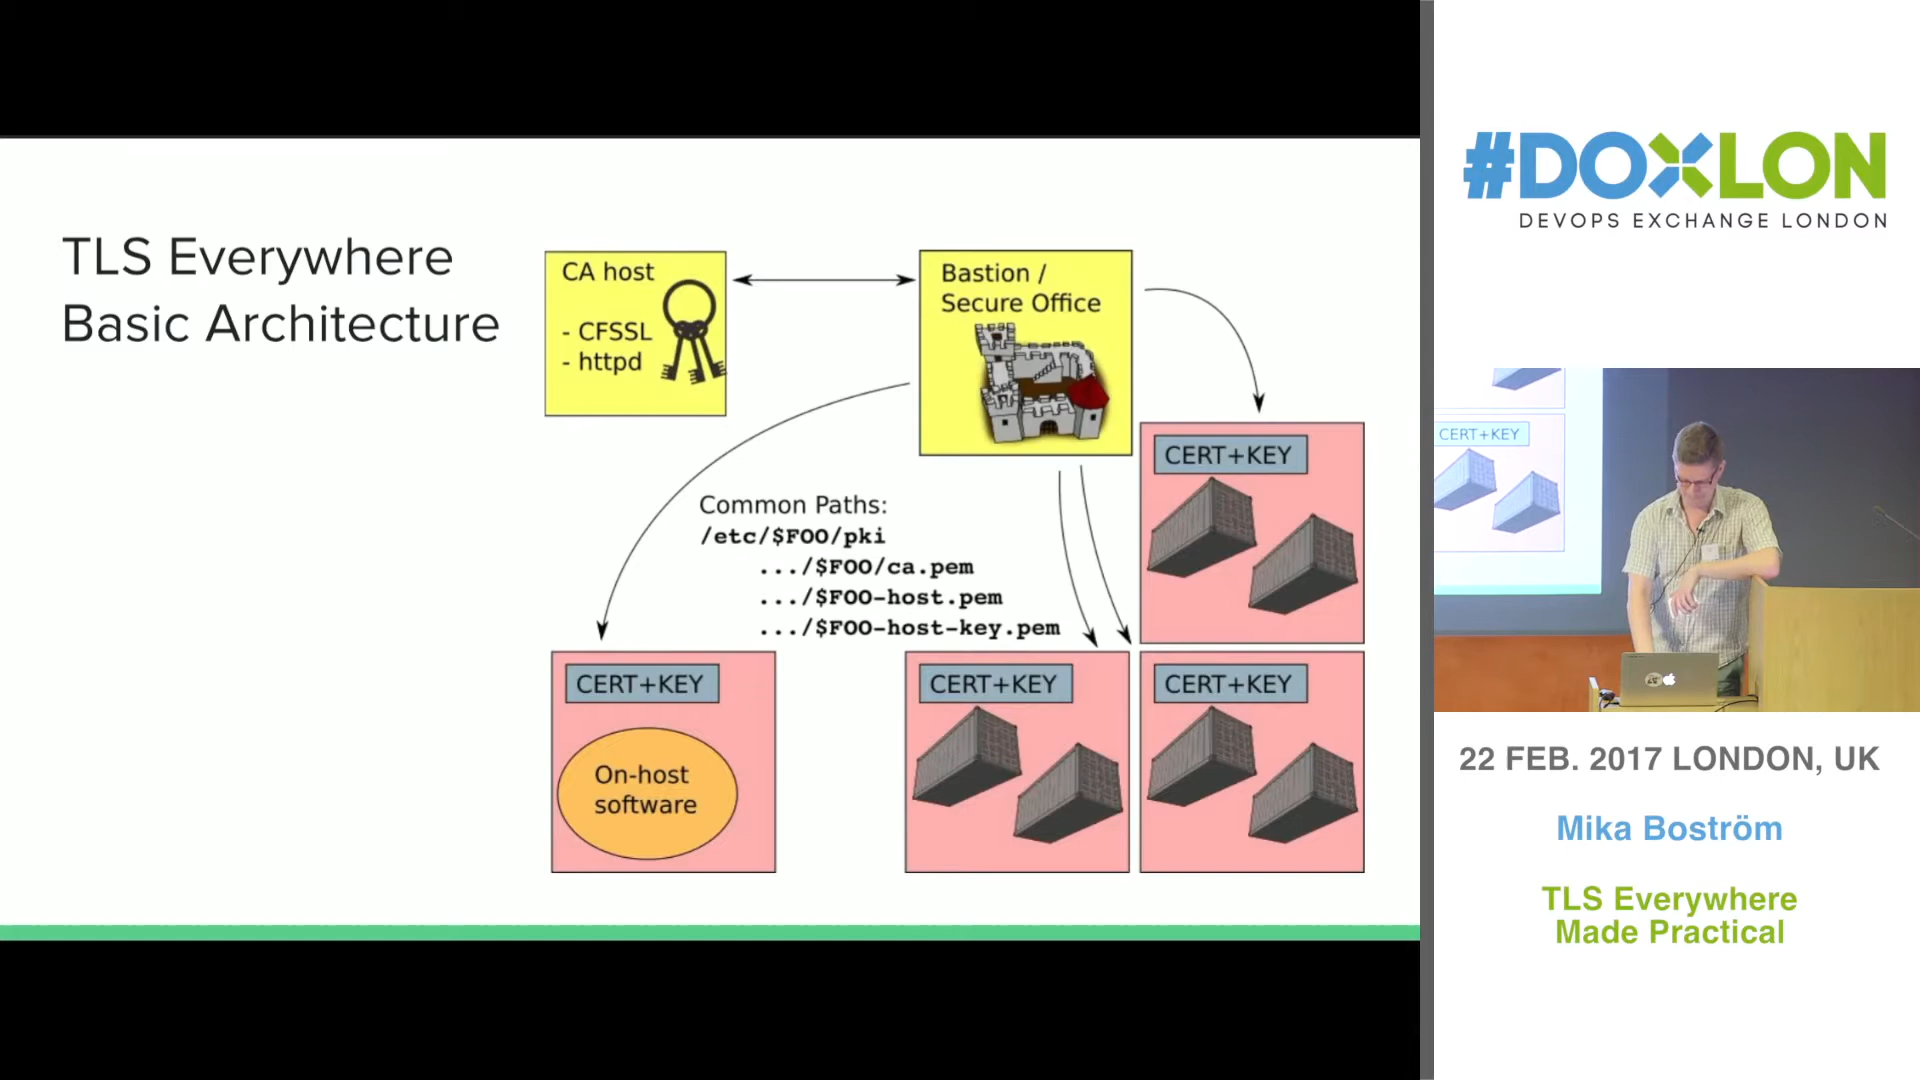 TLS Everywhere
Basic Architecture
CA host
- CFSSL
- httpd
Bastion /
Secure Office
Common Paths:
/etc/$FOO/pki
.../$FOO/ca.pem
.../$FOO-host.pem
.../$FOO-host-key.pem
CERT+KEY
CERT+KEY
On-host
software
CERT+KEY
CERT+KEY
#DOXLON
DEVOPS EXCHANGE LONDON
CERT+KEY
22 FEB. 2017 LONDON, UK
Mika Boström
TLS Everywhere
Made Practical